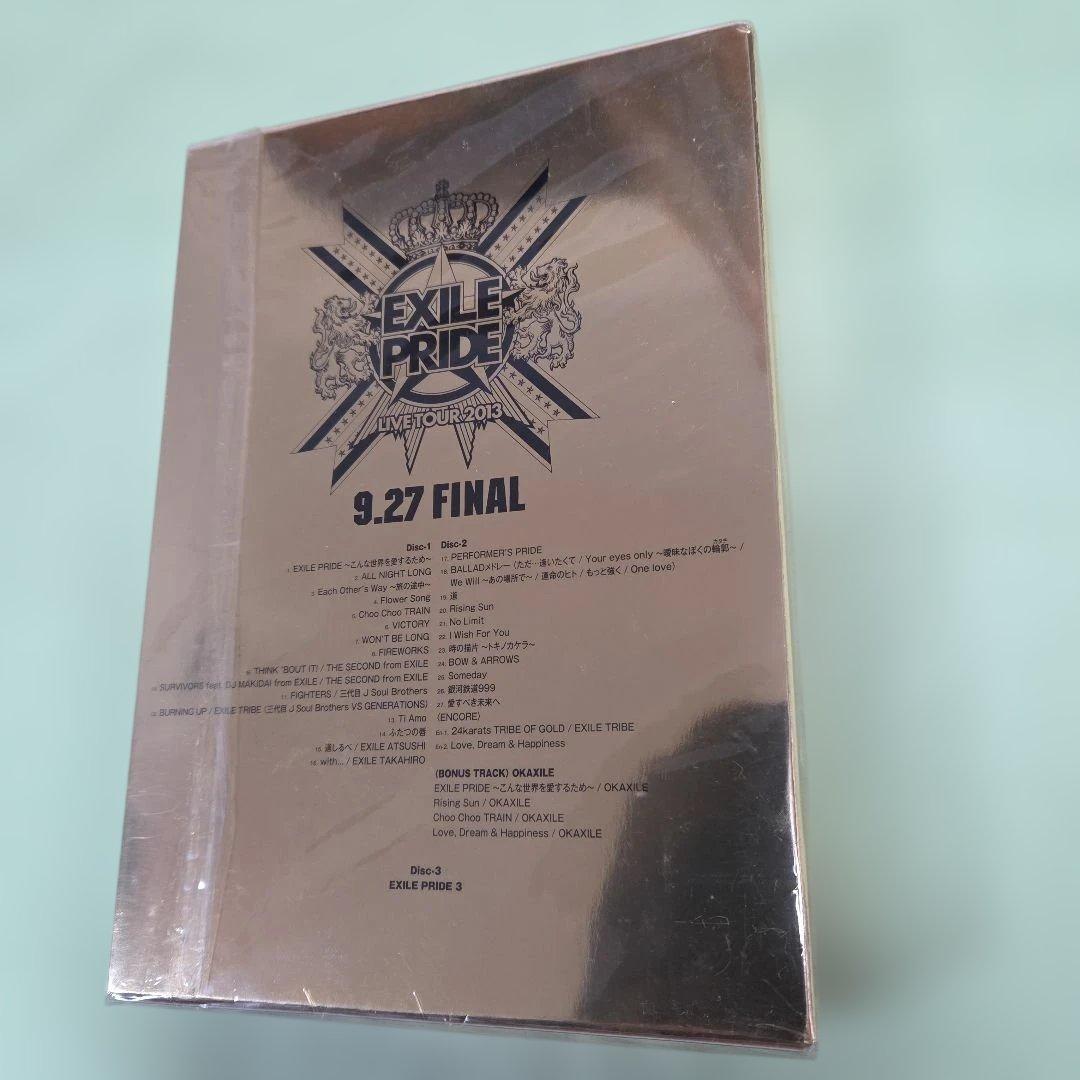 EXILE
PRIDE
LIVE TOUR 2013
9.27 FINAL
Disc-1
1. EXILE PRIDE ～こんな世界を愛するため～
2. ALL NIGHT LONG
3. Each Other's Way ～旅の途中～
4. Flower Song
5. Choo Choo TRAIN
6. VICTORY
7. WON'T BE LONG
8. FIREWORKS
9. THINK 'BOUT IT! / THE SECOND from EXILE
10. SURVIVORS feat. DJ MAKIDAI from EXILE / THE SECOND from EXILE
11. FIGHTERS / 三代目 J Soul Brothers
12. BURNING UP / EXILE TRIBE (三代目 J Soul Brothers VS GENERATIONS)
13. Ti Amo
14. ふたつの唇
15. 道しるべ / EXILE ATSUSHI
16. with... / EXILE TAKAHIRO
Disc-2
17. PERFORMER'S PRIDE
18. BALLADメドレー (ただ…逢いたくて / Your eyes only ～曖昧なぼくの輪郭～ /
カタチ
We Will ～あの場所で～ / 運命のヒト / もっと強く / One love)
19. 道
20. Rising Sun
21. No Limit
22. I Wish For You
23. 時の描片 ～トキノカケラ～
24. BOW & ARROWS
25. Someday
26. 銀河鉄道999
27. 愛すべき未来へ
(ENCORE)
En-1. 24karats TRIBE OF GOLD / EXILE TRIBE
En-2. Love, Dream & Happiness
(BONUS TRACK) OKAXILE
EXILE PRIDE ～こんな世界を愛するため～ / OKAXILE
Rising Sun / OKAXILE
Choo Choo TRAIN / OKAXILE
Love, Dream & Happiness / OKAXILE
Disc-3
EXILE PRIDE 3